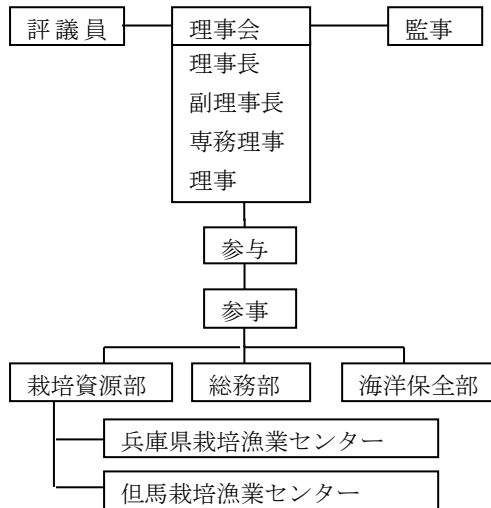 評議員
理事会
監事
理事長
副理事長
専務理事
理事
参与
参事
栽培資源部
総務部
海洋保全部
兵庫県栽培漁業センター
但馬栽培漁業センター